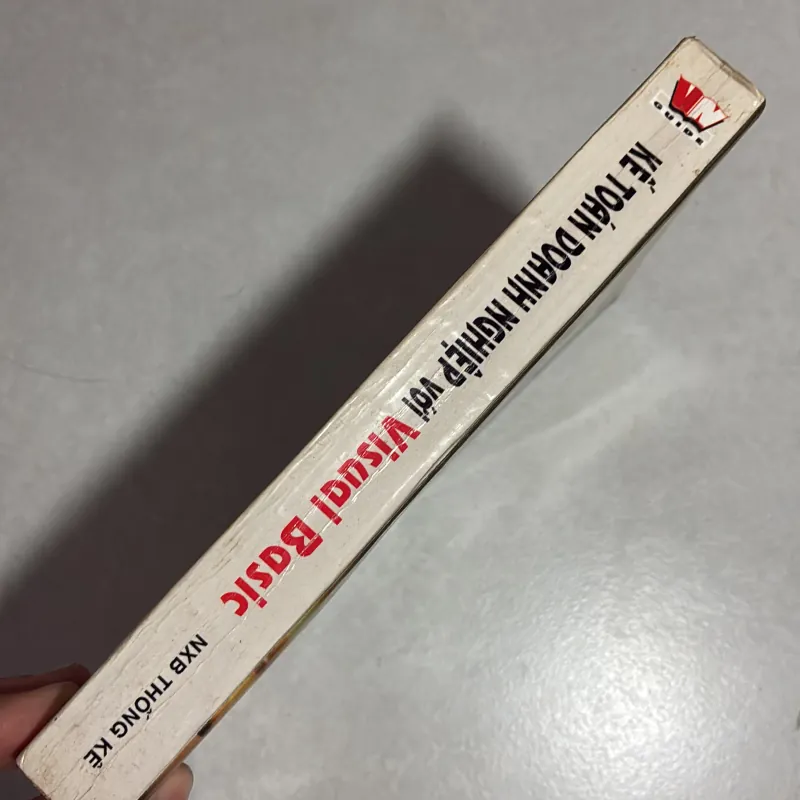 VN
GUIDE
KẾ TOÁN DOANH NGHIỆP VỚI
Visual Basic
NXB THỐNG KÊ